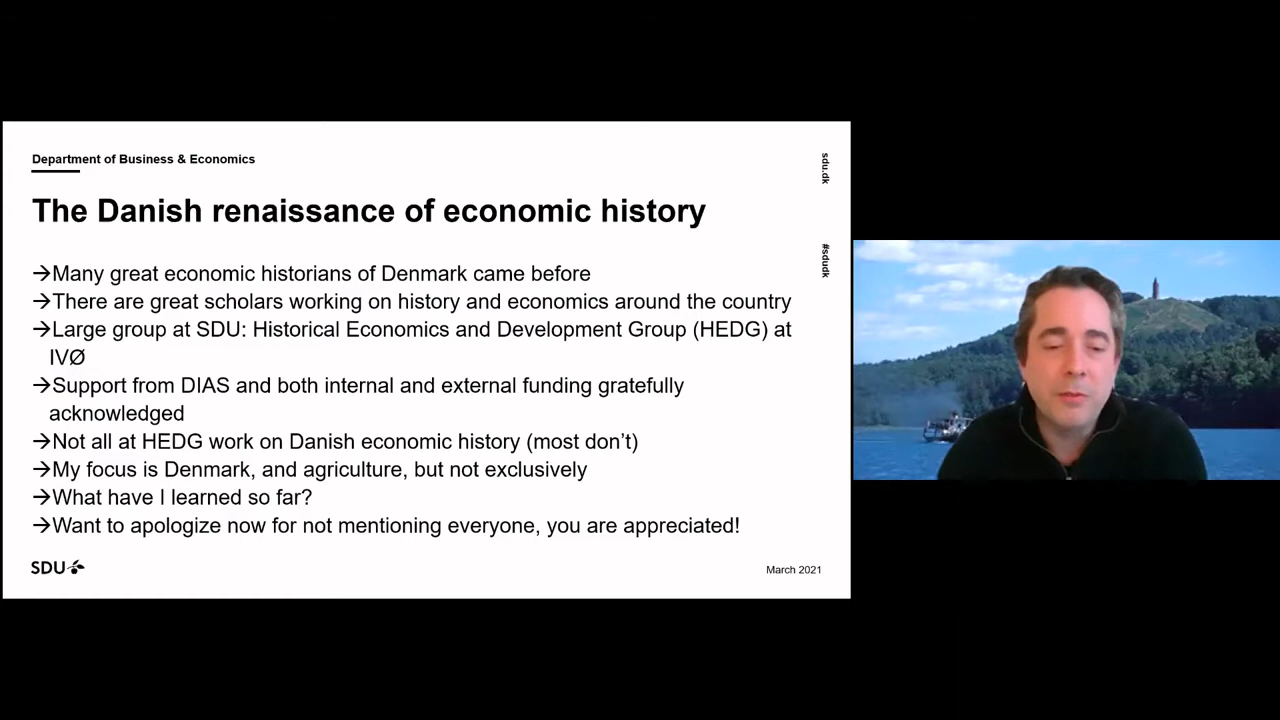 Department of Business & Economics
sdu.dk
#sdudk
The Danish renaissance of economic history
→Many great economic historians of Denmark came before
→There are great scholars working on history and economics around the country
→Large group at SDU: Historical Economics and Development Group (HEDG) at
IVØ
→Support from DIAS and both internal and external funding gratefully
acknowledged
→Not all at HEDG work on Danish economic history (most don’t)
→My focus is Denmark, and agriculture, but not exclusively
→What have I learned so far?
→Want to apologize now for not mentioning everyone, you are appreciated!
SDU
March 2021